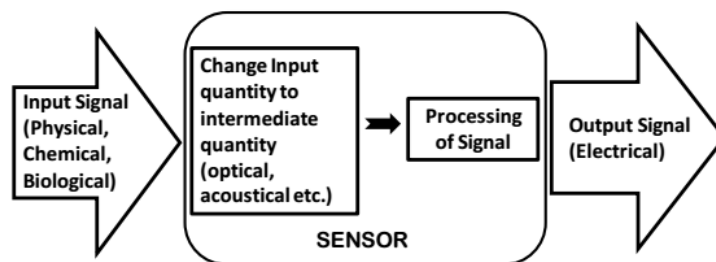 Input Signal
(Physical,
Chemical,
Biological)
Change Input
quantity to
intermediate
quantity
(optical,
acoustical etc.)
Processing
of Signal
SENSOR
Output Signal
(Electrical)